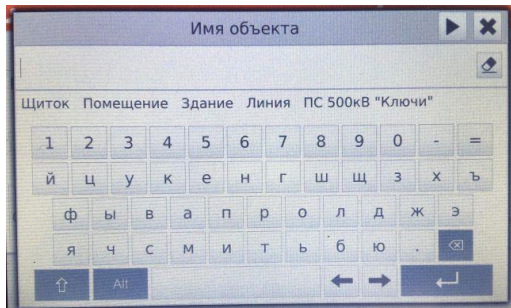 Имя объекта
Щиток Помещение Здание Линия ПС 500кВ "Ключи"
1 2 3 4 5 6 7 8 9 0 - =
й ц у к е н г ш щ з х ъ
ф ы в а п р о л д ж э
я ч с м и т ь б ю .
Alt